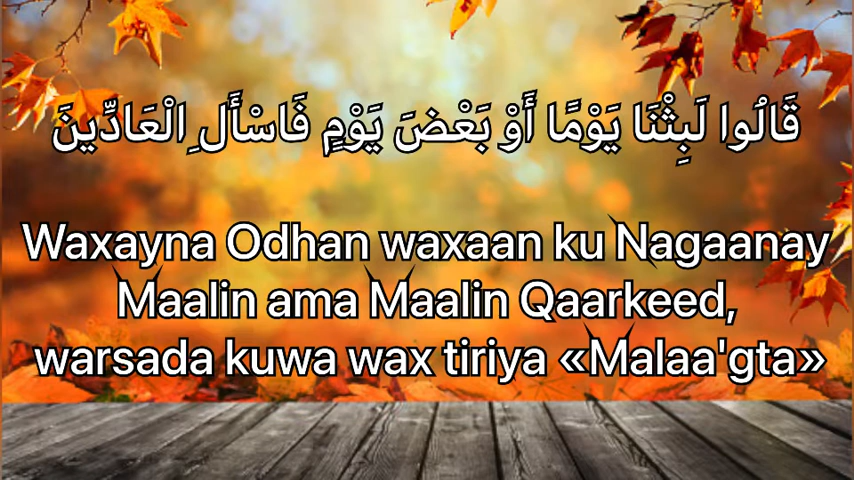 قَالُوا لَبِثْنَا يَوْمًا أَوْ بَعْضَ يَوْمٍ فَاسْأَل ِالْعَادِّينَ
Waxayna Odhan waxaan ku Nagaanay
Maalin ama Maalin Qaarkeed,
warsada kuwa wax tiriya «Malaa'gta»